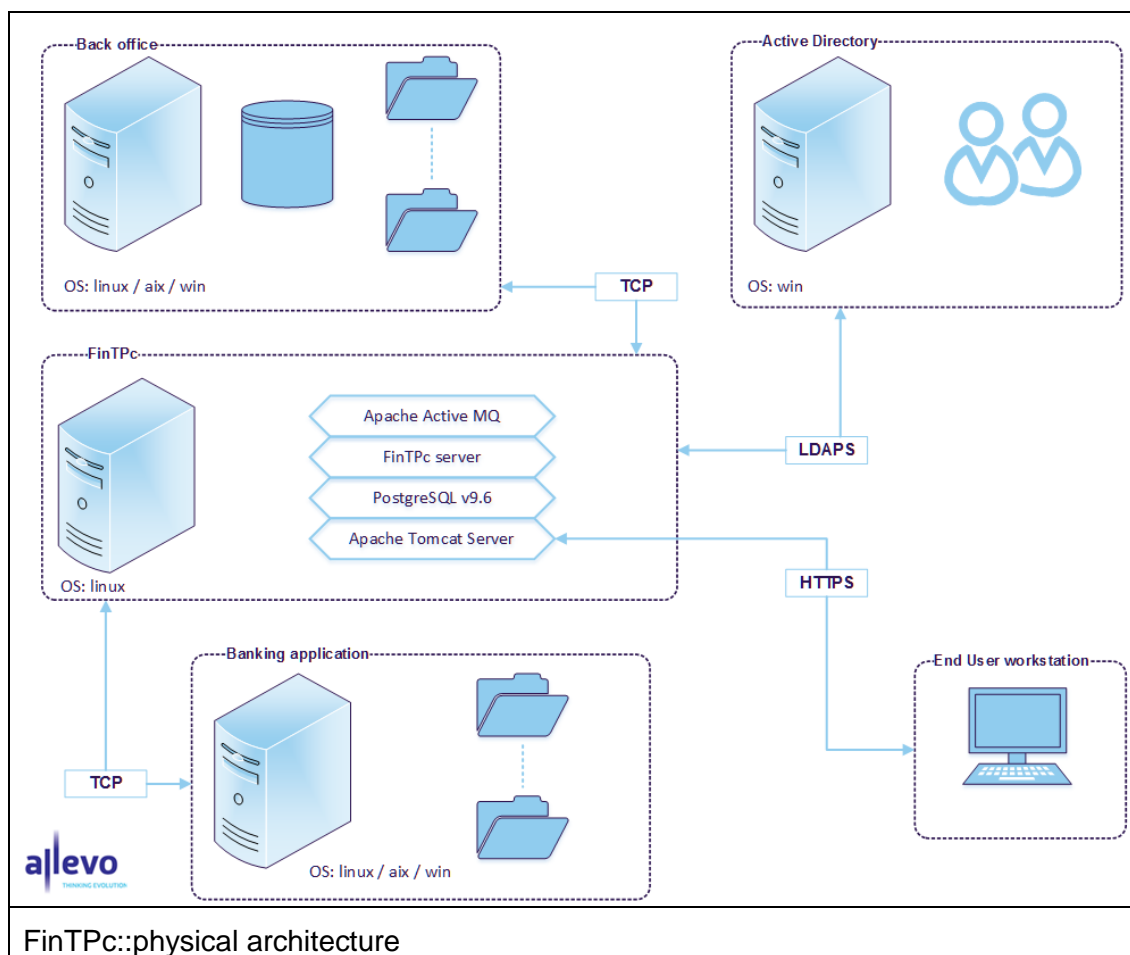 Back office
Active Directory
OS: linux / aix / win
TCP
OS: win
FinTPc
Apache Active MQ
FinTPc server
PostgreSQL v9.6
Apache Tomcat Server
LDAPS
HTTPS
OS: linux
Banking application
End User workstation
TCP
OS: linux / aix / win
allevo
THINKING EVOLUTION
FinTPc::physical architecture